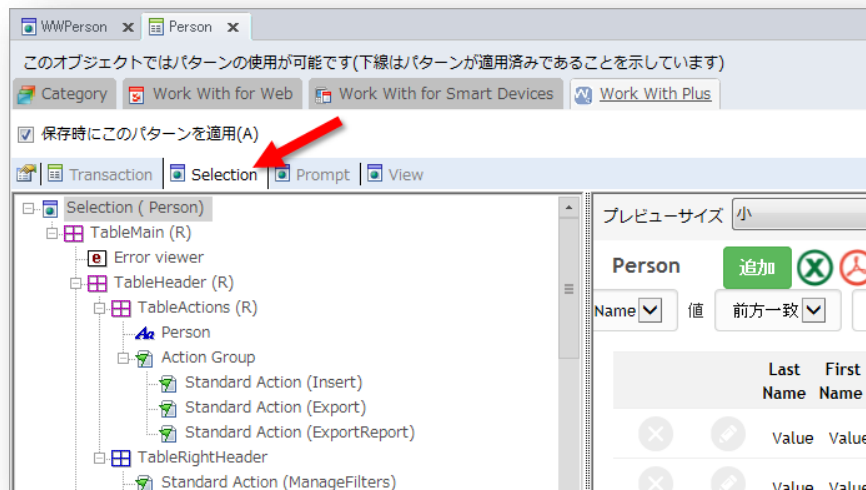 WWPerson Person
このオブジェクトではパターンの使用が可能です(下線はパターンが適用済みであることを示しています)
Category Work With for Web Work With for Smart Devices Work With Plus
保存時にこのパターンを適用(A)
Transaction Selection Prompt View
Selection ( Person)
TableMain (R)
Error viewer
TableHeader (R)
TableActions (R)
Person
Action Group
Standard Action (Insert)
Standard Action (Export)
Standard Action (ExportReport)
TableRightHeader
Standard Action (ManageFilters)
プレビューサイズ 小
Person 追加
Name 値 前方一致
Last First
Name Name
Value Value
Value Value